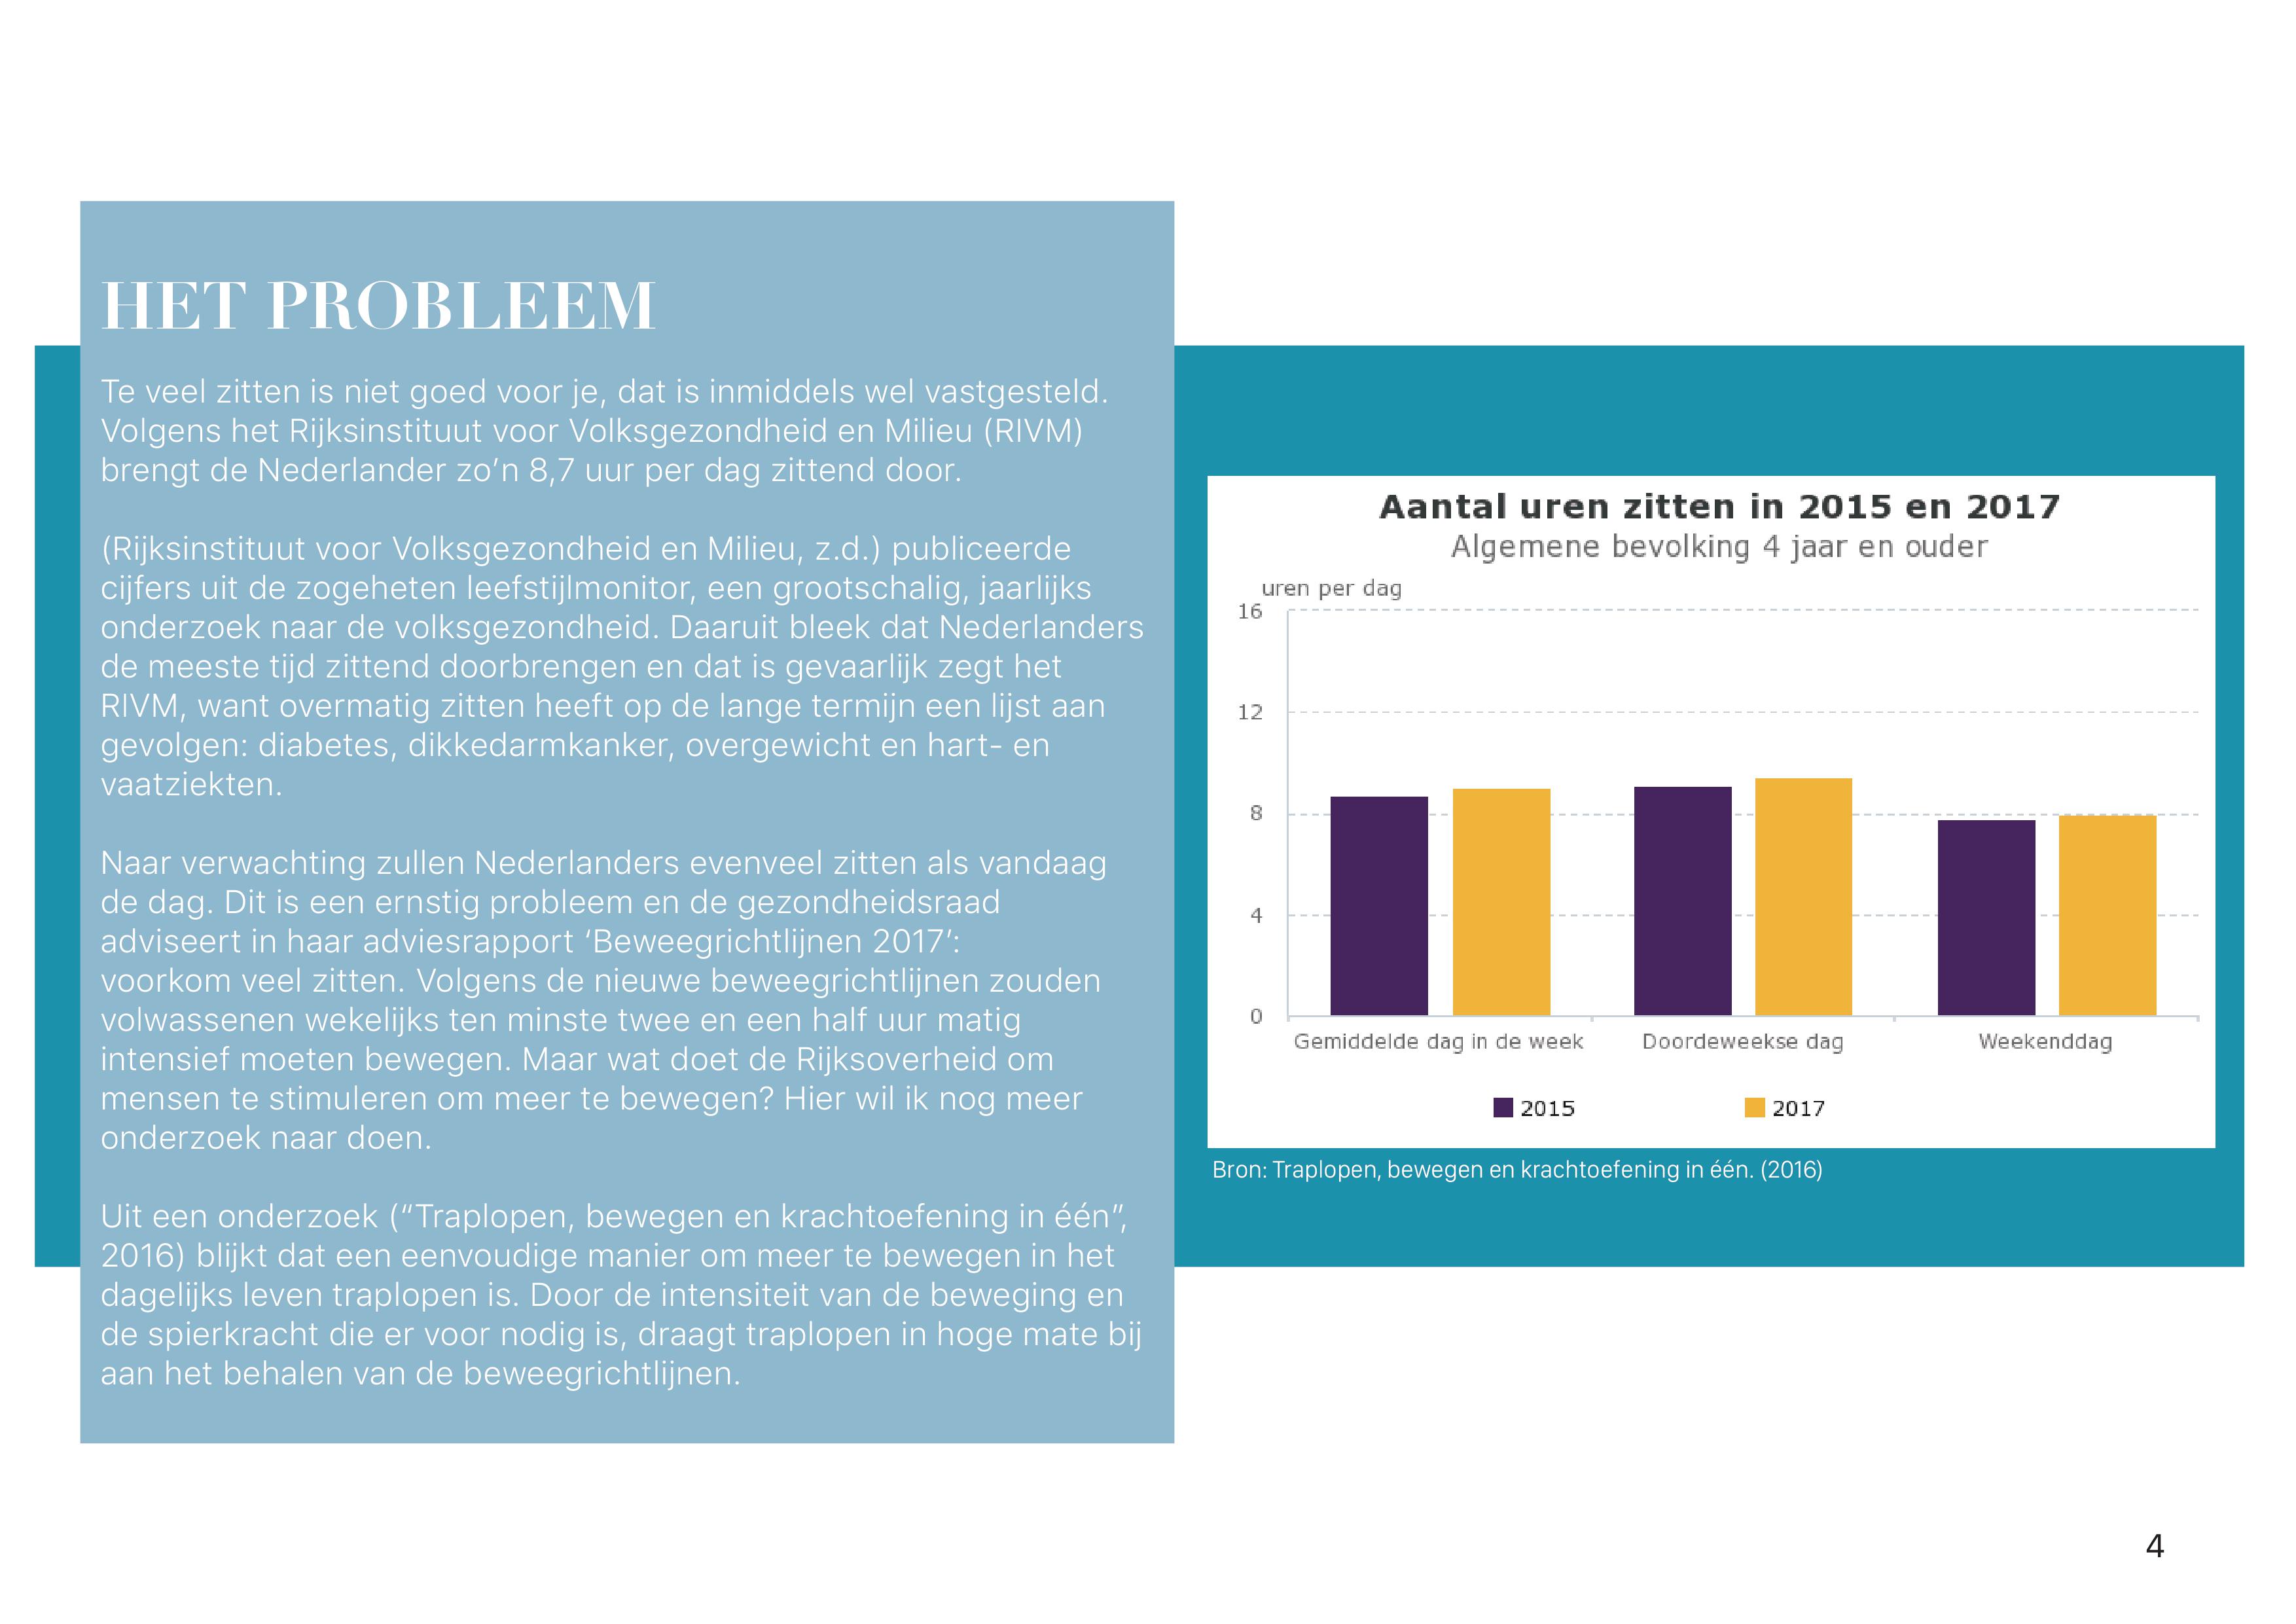 HET PROBLEEM
Te veel zitten is niet goed voor je, dat is inmiddels wel vastgesteld.
Volgens het Rijksinstituut voor Volksgezondheid en Milieu (RIVM)
brengt de Nederlander zo’n 8,7 uur per dag zittend door.
(Rijksinstituut voor Volksgezondheid en Milieu, z.d.) publiceerde
cijfers uit de zogeheten leefstijlmonitor, een grootschalig, jaarlijks
onderzoek naar de volksgezondheid. Daaruit bleek dat Nederlanders
de meeste tijd zittend doorbrengen en dat is gevaarlijk zegt het
RIVM, want overmatig zitten heeft op de lange termijn een lijst aan
gevolgen: diabetes, dikkedarmkanker, overgewicht en hart- en
vaatziekten.
Naar verwachting zullen Nederlanders evenveel zitten als vandaag
de dag. Dit is een ernstig probleem en de gezondheidsraad
adviseert in haar adviesrapport ‘Beweegrichtlijnen 2017’:
voorkom veel zitten. Volgens de nieuwe beweegrichtlijnen zouden
volwassenen wekelijks ten minste twee en een half uur matig
intensief moeten bewegen. Maar wat doet de Rijksoverheid om
mensen te stimuleren om meer te bewegen? Hier wil ik nog meer
onderzoek naar doen.
Uit een onderzoek (“Traplopen, bewegen en krachtoefening in één”,
2016) blijkt dat een eenvoudige manier om meer te bewegen in het
dagelijks leven traplopen is. Door de intensiteit van de beweging en
de spierkracht die er voor nodig is, draagt traplopen in hoge mate bij
aan het behalen van de beweegrichtlijnen.
Aantal uren zitten in 2015 en 2017
Algemene bevolking 4 jaar en ouder
uren per dag
16
12
8
4
0
Gemiddelde dag in de week Doordeweekse dag Weekenddag
2015 2017
Bron: Traplopen, bewegen en krachtoefening in één. (2016)
4